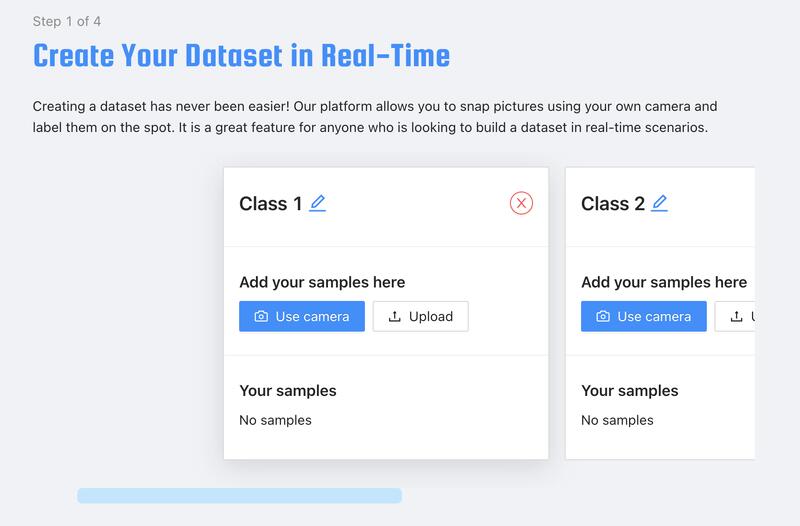 Step 1 of 4
Create Your Dataset in Real-Time
Creating a dataset has never been easier! Our platform allows you to snap pictures using your own camera and
label them on the spot. It is a great feature for anyone who is looking to build a dataset in real-time scenarios.
Class 1
Add your samples here
Use camera
Upload
Your samples
No samples
Class 2
Add your samples here
Use camera
Your samples
No samples